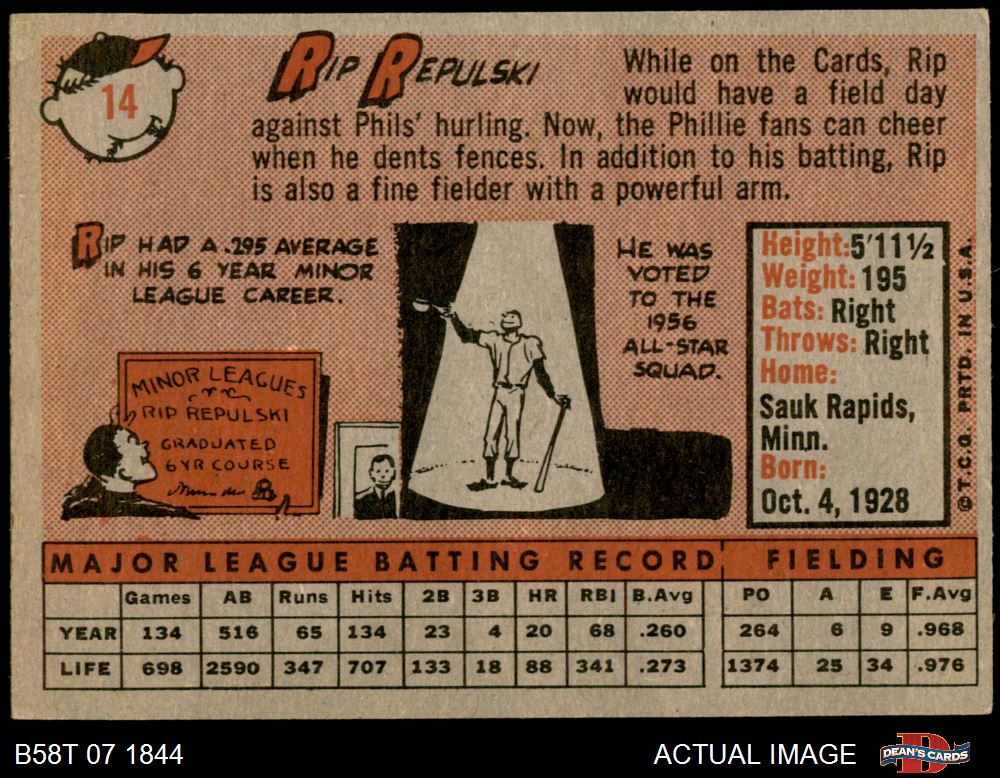 14
RIP REPULSKI
While on the Cards, Rip
would have a field day
against Phils' hurling. Now, the Phillie fans can cheer
when he dents fences. In addition to his batting, Rip
is also a fine fielder with a powerful arm.
RIP HAD A .295 AVERAGE
IN HIS 6 YEAR MINOR
LEAGUE CAREER.
MINOR LEAGUES
RIP REPULSKI
GRADUATED
6 YR COURSE
HE WAS
VOTED
TO THE
1956
ALL-STAR
SQUAD.
Height: 5'11½
Weight: 195
Bats: Right
Throws: Right
Home:
Sauk Rapids,
Minn.
Born:
Oct. 4, 1928
©T.C.G. PRTD. IN U.S.A.
MAJOR LEAGUE BATTING RECORD FIELDING
Games AB Runs Hits 2B 3B HR RBI B.Avg PO A E F.Avg
YEAR 134 516 65 134 23 4 20 68 .260 264 6 9 .968
LIFE 698 2590 347 707 133 18 88 341 .273 1374 25 34 .976
B58T 07 1844 ACTUAL IMAGE DEAN'S CARDS